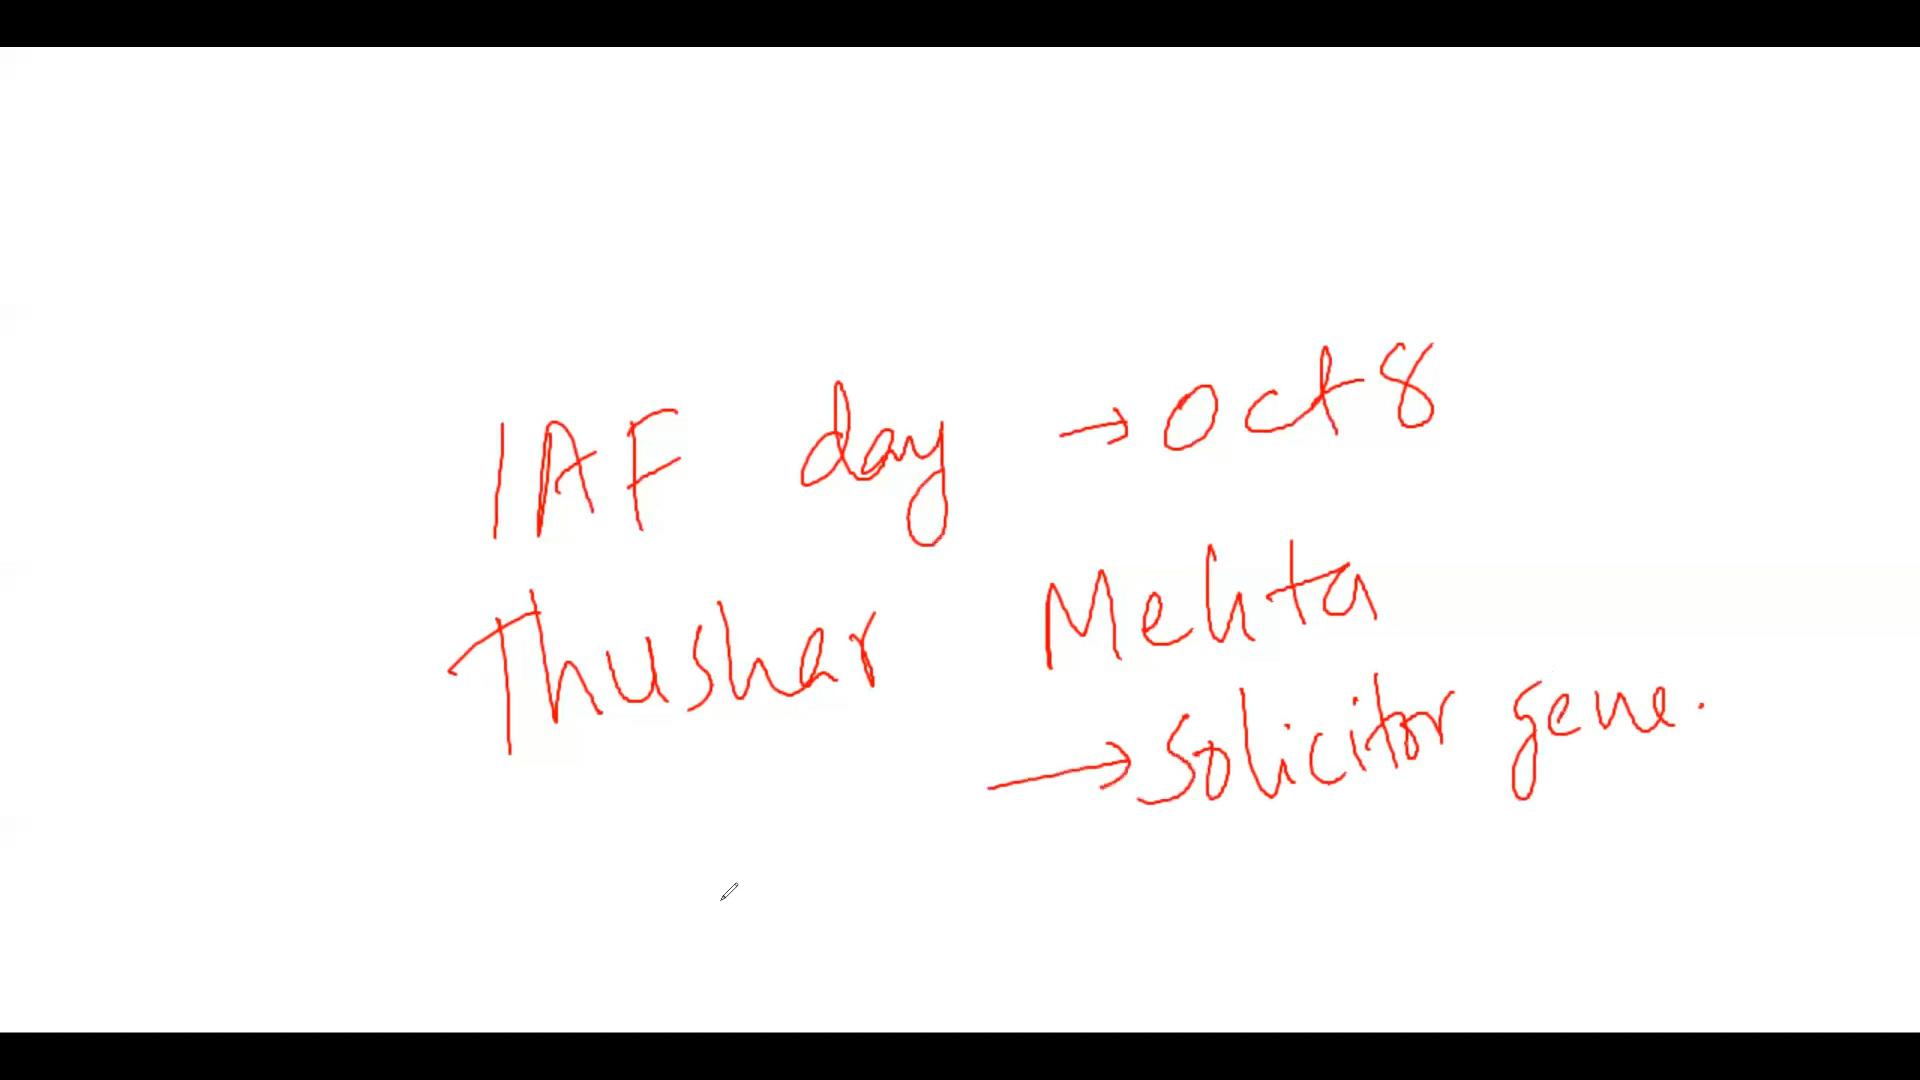 IAF day → Oct 8
Thushar Mehta
→ Solicitor gene.